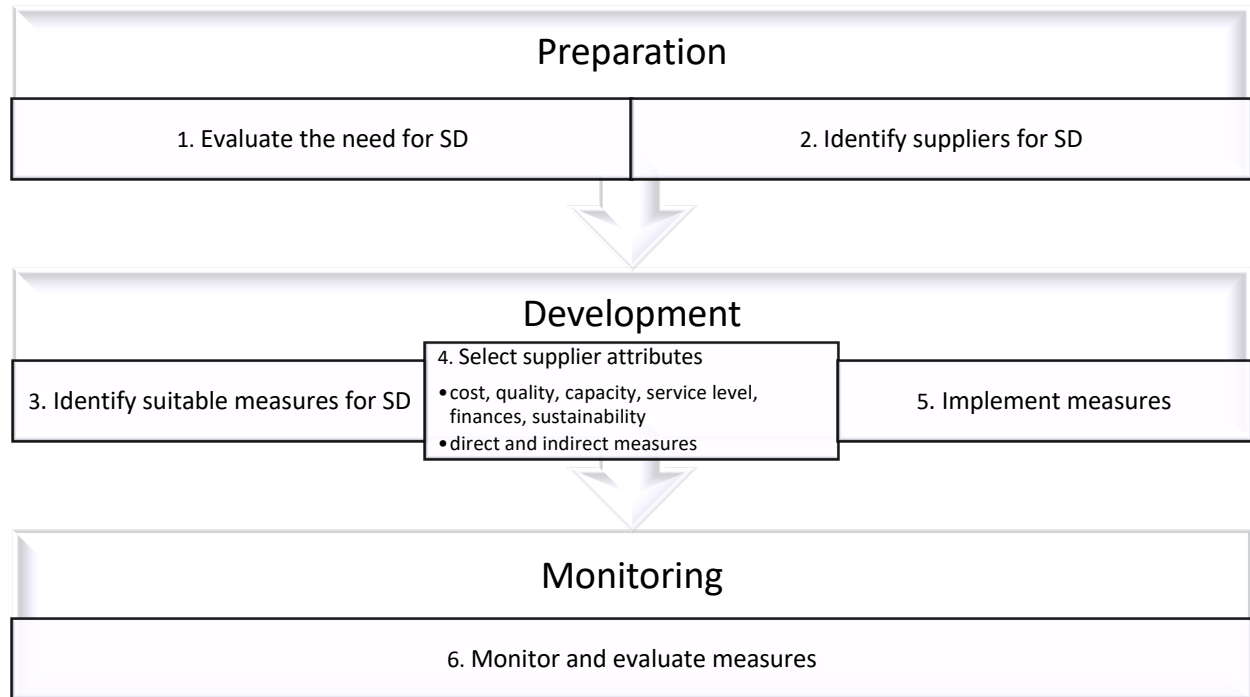 Preparation
1. Evaluate the need for SD
2. Identify suppliers for SD
Development
3. Identify suitable measures for SD
4. Select supplier attributes
•cost, quality, capacity, service level,
finances, sustainability
•direct and indirect measures
5. Implement measures
Monitoring
6. Monitor and evaluate measures